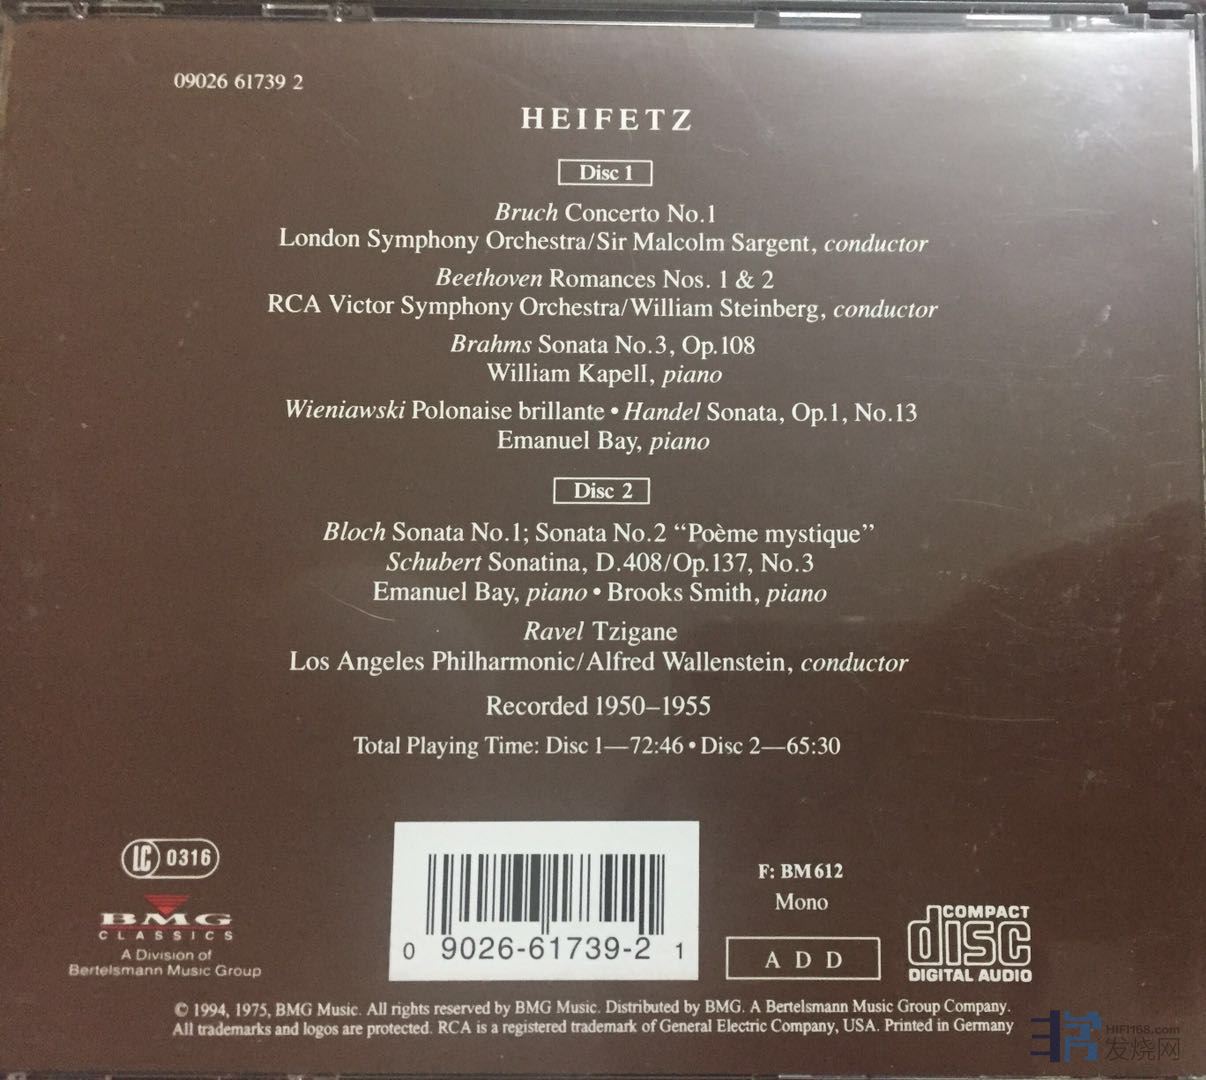 09026 61739 2
HEIFETZ
Disc 1
Bruch Concerto No.1
London Symphony Orchestra/Sir Malcolm Sargent, conductor
Beethoven Romances Nos. 1 & 2
RCA Victor Symphony Orchestra/William Steinberg, conductor
Brahms Sonata No.3, Op.108
William Kapell, piano
Wieniawski Polonaise brillante • Handel Sonata, Op.1, No.13
Emanuel Bay, piano
Disc 2
Bloch Sonata No.1; Sonata No.2 “Poème mystique”
Schubert Sonatina, D.408/Op.137, No.3
Emanuel Bay, piano • Brooks Smith, piano
Ravel Tzigane
Los Angeles Philharmonic/Alfred Wallenstein, conductor
Recorded 1950–1955
Total Playing Time: Disc 1—72:46 • Disc 2—65:30
LC 0316
BMG
CLASSICS
A Division of
Bertelsmann Music Group
0 9026-61739-2 1
F: BM612
Mono
A D D
COMPACT
disc
DIGITAL AUDIO
© 1994, 1975, BMG Music. All rights reserved by BMG Music. Distributed by BMG. A Bertelsmann Music Group Company.
All trademarks and logos are protected. RCA is a registered trademark of General Electric Company, USA. Printed in Germany
HIFI168.com
发烧网